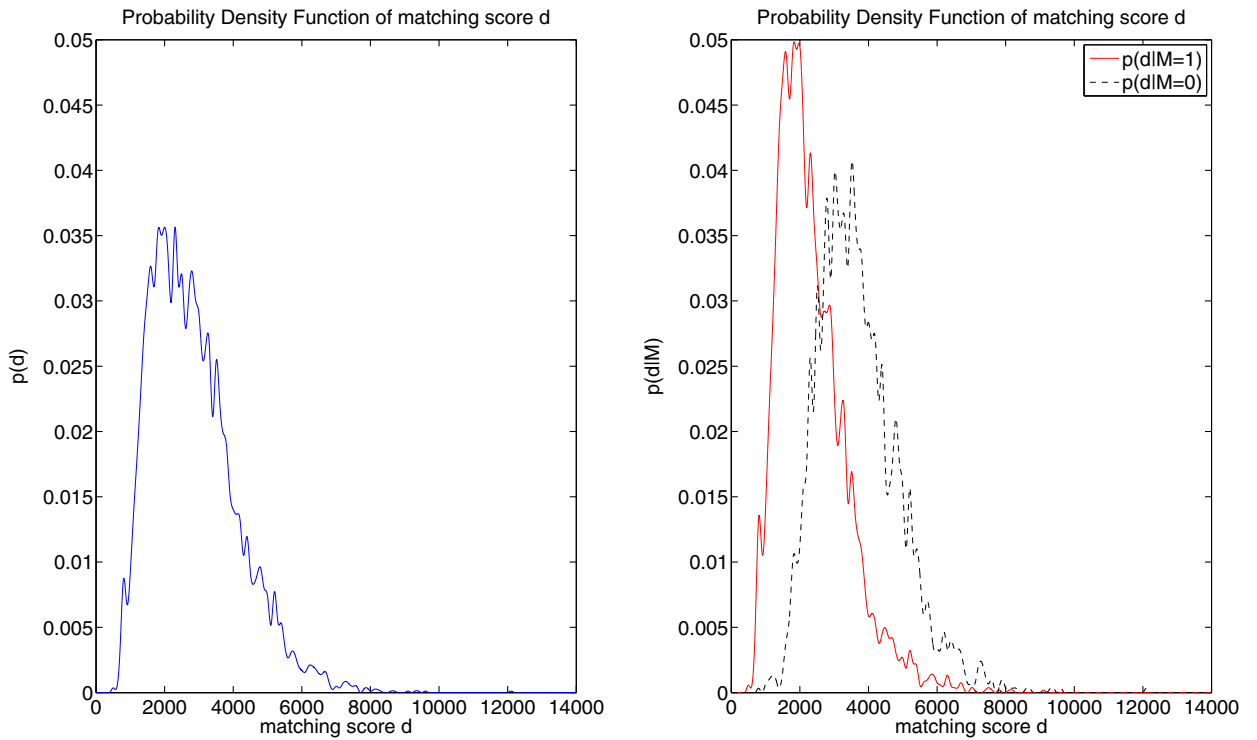 Probability Density Function of matching score d
0.05
0.045
0.04
0.035
0.03
0.025
0.02
0.015
0.01
0.005
0
p(d)
0 2000 4000 6000 8000 10000 12000 14000
matching score d
Probability Density Function of matching score d
p(d|M=1)
p(d|M=0)
0.05
0.045
0.04
0.035
0.03
0.025
0.02
0.015
0.01
0.005
0
p(d|M)
0 2000 4000 6000 8000 10000 12000 14000
matching score d